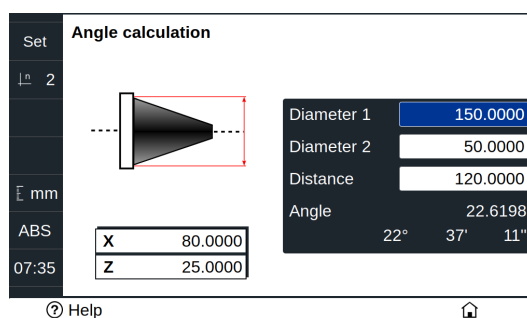 Set
Angle calculation
n 2
Diameter 1 150.0000
Diameter 2 50.0000
Distance 120.0000
mm
Angle 22.6198
22° 37' 11"
ABS
X 80.0000
Z 25.0000
07:35
? Help